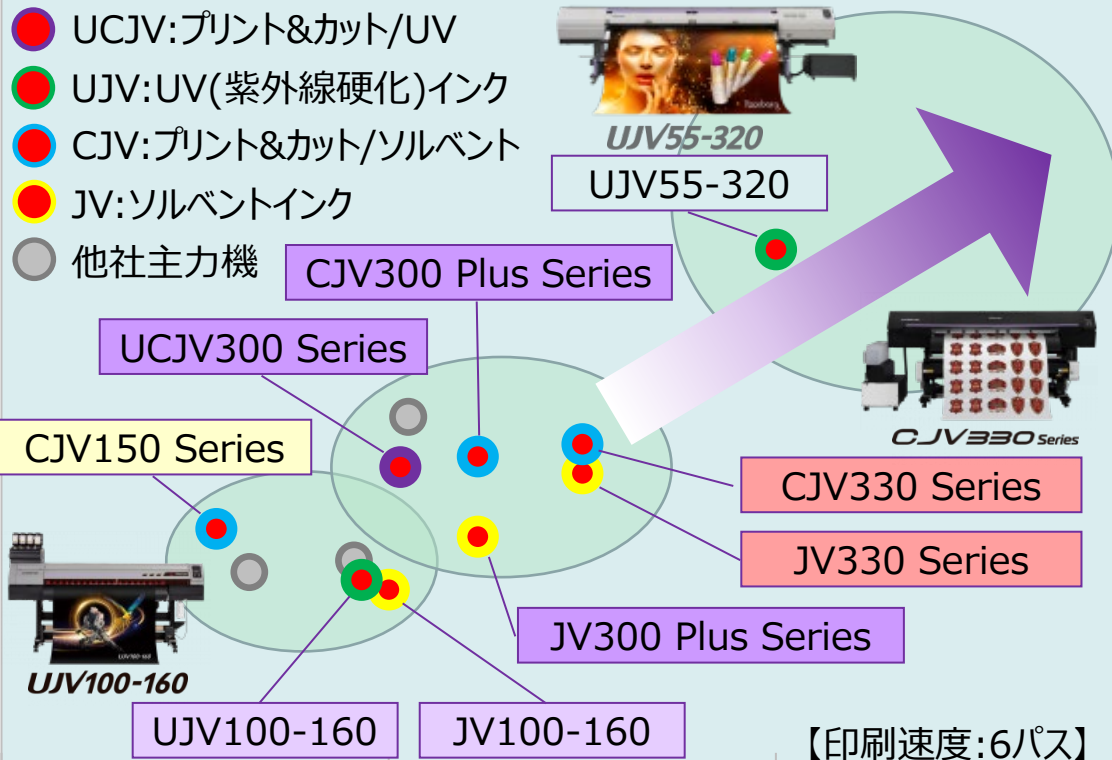 UCJV:プリント&カット/UV
UJV:UV(紫外線硬化)インク
CJV:プリント&カット/ソルベント
JV:ソルベントインク
他社主力機
UJV55-320
UJV55-320
CJV300 Plus Series
UCJV300 Series
CJV150 Series
CJV330 Series
CJV330 Series
JV330 Series
JV300 Plus Series
UJV100-160
UJV100-160
JV100-160
【印刷速度:6パス】